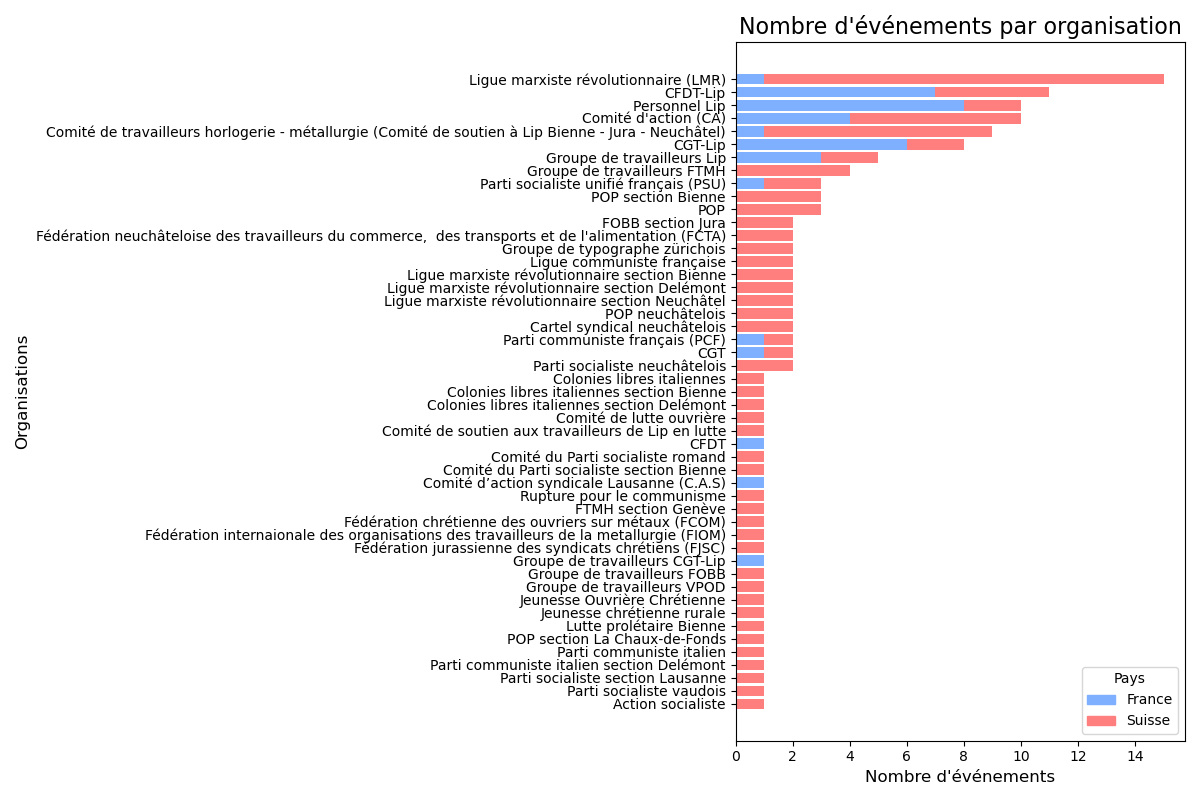 Nombre d'événements par organisation
Organisations
Ligue marxiste révolutionnaire (LMR)
CFDT-Lip
Personnel Lip
Comité d'action (CA)
Comité de travailleurs horlogerie - métallurgie (Comité de soutien à Lip Bienne - Jura - Neuchâtel)
CGT-Lip
Groupe de travailleurs Lip
Groupe de travailleurs FTMH
Parti socialiste unifié français (PSU)
POP section Bienne
POP
FOBB section Jura
Fédération neuchâteloise des travailleurs du commerce,  des transports et de l'alimentation (FCTA)
Groupe de typographe zürichois
Ligue communiste française
Ligue marxiste révolutionnaire section Bienne
Ligue marxiste révolutionnaire section Delémont
Ligue marxiste révolutionnaire section Neuchâtel
POP neuchâtelois
Cartel syndical neuchâtelois
Parti communiste français (PCF)
CGT
Parti socialiste neuchâtelois
Colonies libres italiennes
Colonies libres italiennes section Bienne
Colonies libres italiennes section Delémont
Comité de lutte ouvrière
Comité de soutien aux travailleurs de Lip en lutte
CFDT
Comité du Parti socialiste romand
Comité du Parti socialiste section Bienne
Comité d’action syndicale Lausanne (C.A.S)
Rupture pour le communisme
FTMH section Genève
Fédération chrétienne des ouvriers sur métaux (FCOM)
Fédération internaionale des organisations des travailleurs de la metallurgie (FIOM)
Fédération jurassienne des syndicats chrétiens (FJSC)
Groupe de travailleurs CGT-Lip
Groupe de travailleurs FOBB
Groupe de travailleurs VPOD
Jeunesse Ouvrière Chrétienne
Jeunesse chrétienne rurale
Lutte prolétaire Bienne
POP section La Chaux-de-Fonds
Parti communiste italien
Parti communiste italien section Delémont
Parti socialiste section Lausanne
Parti socialiste vaudois
Action socialiste
Pays
France
Suisse
0 2 4 6 8 10 12 14
Nombre d'événements